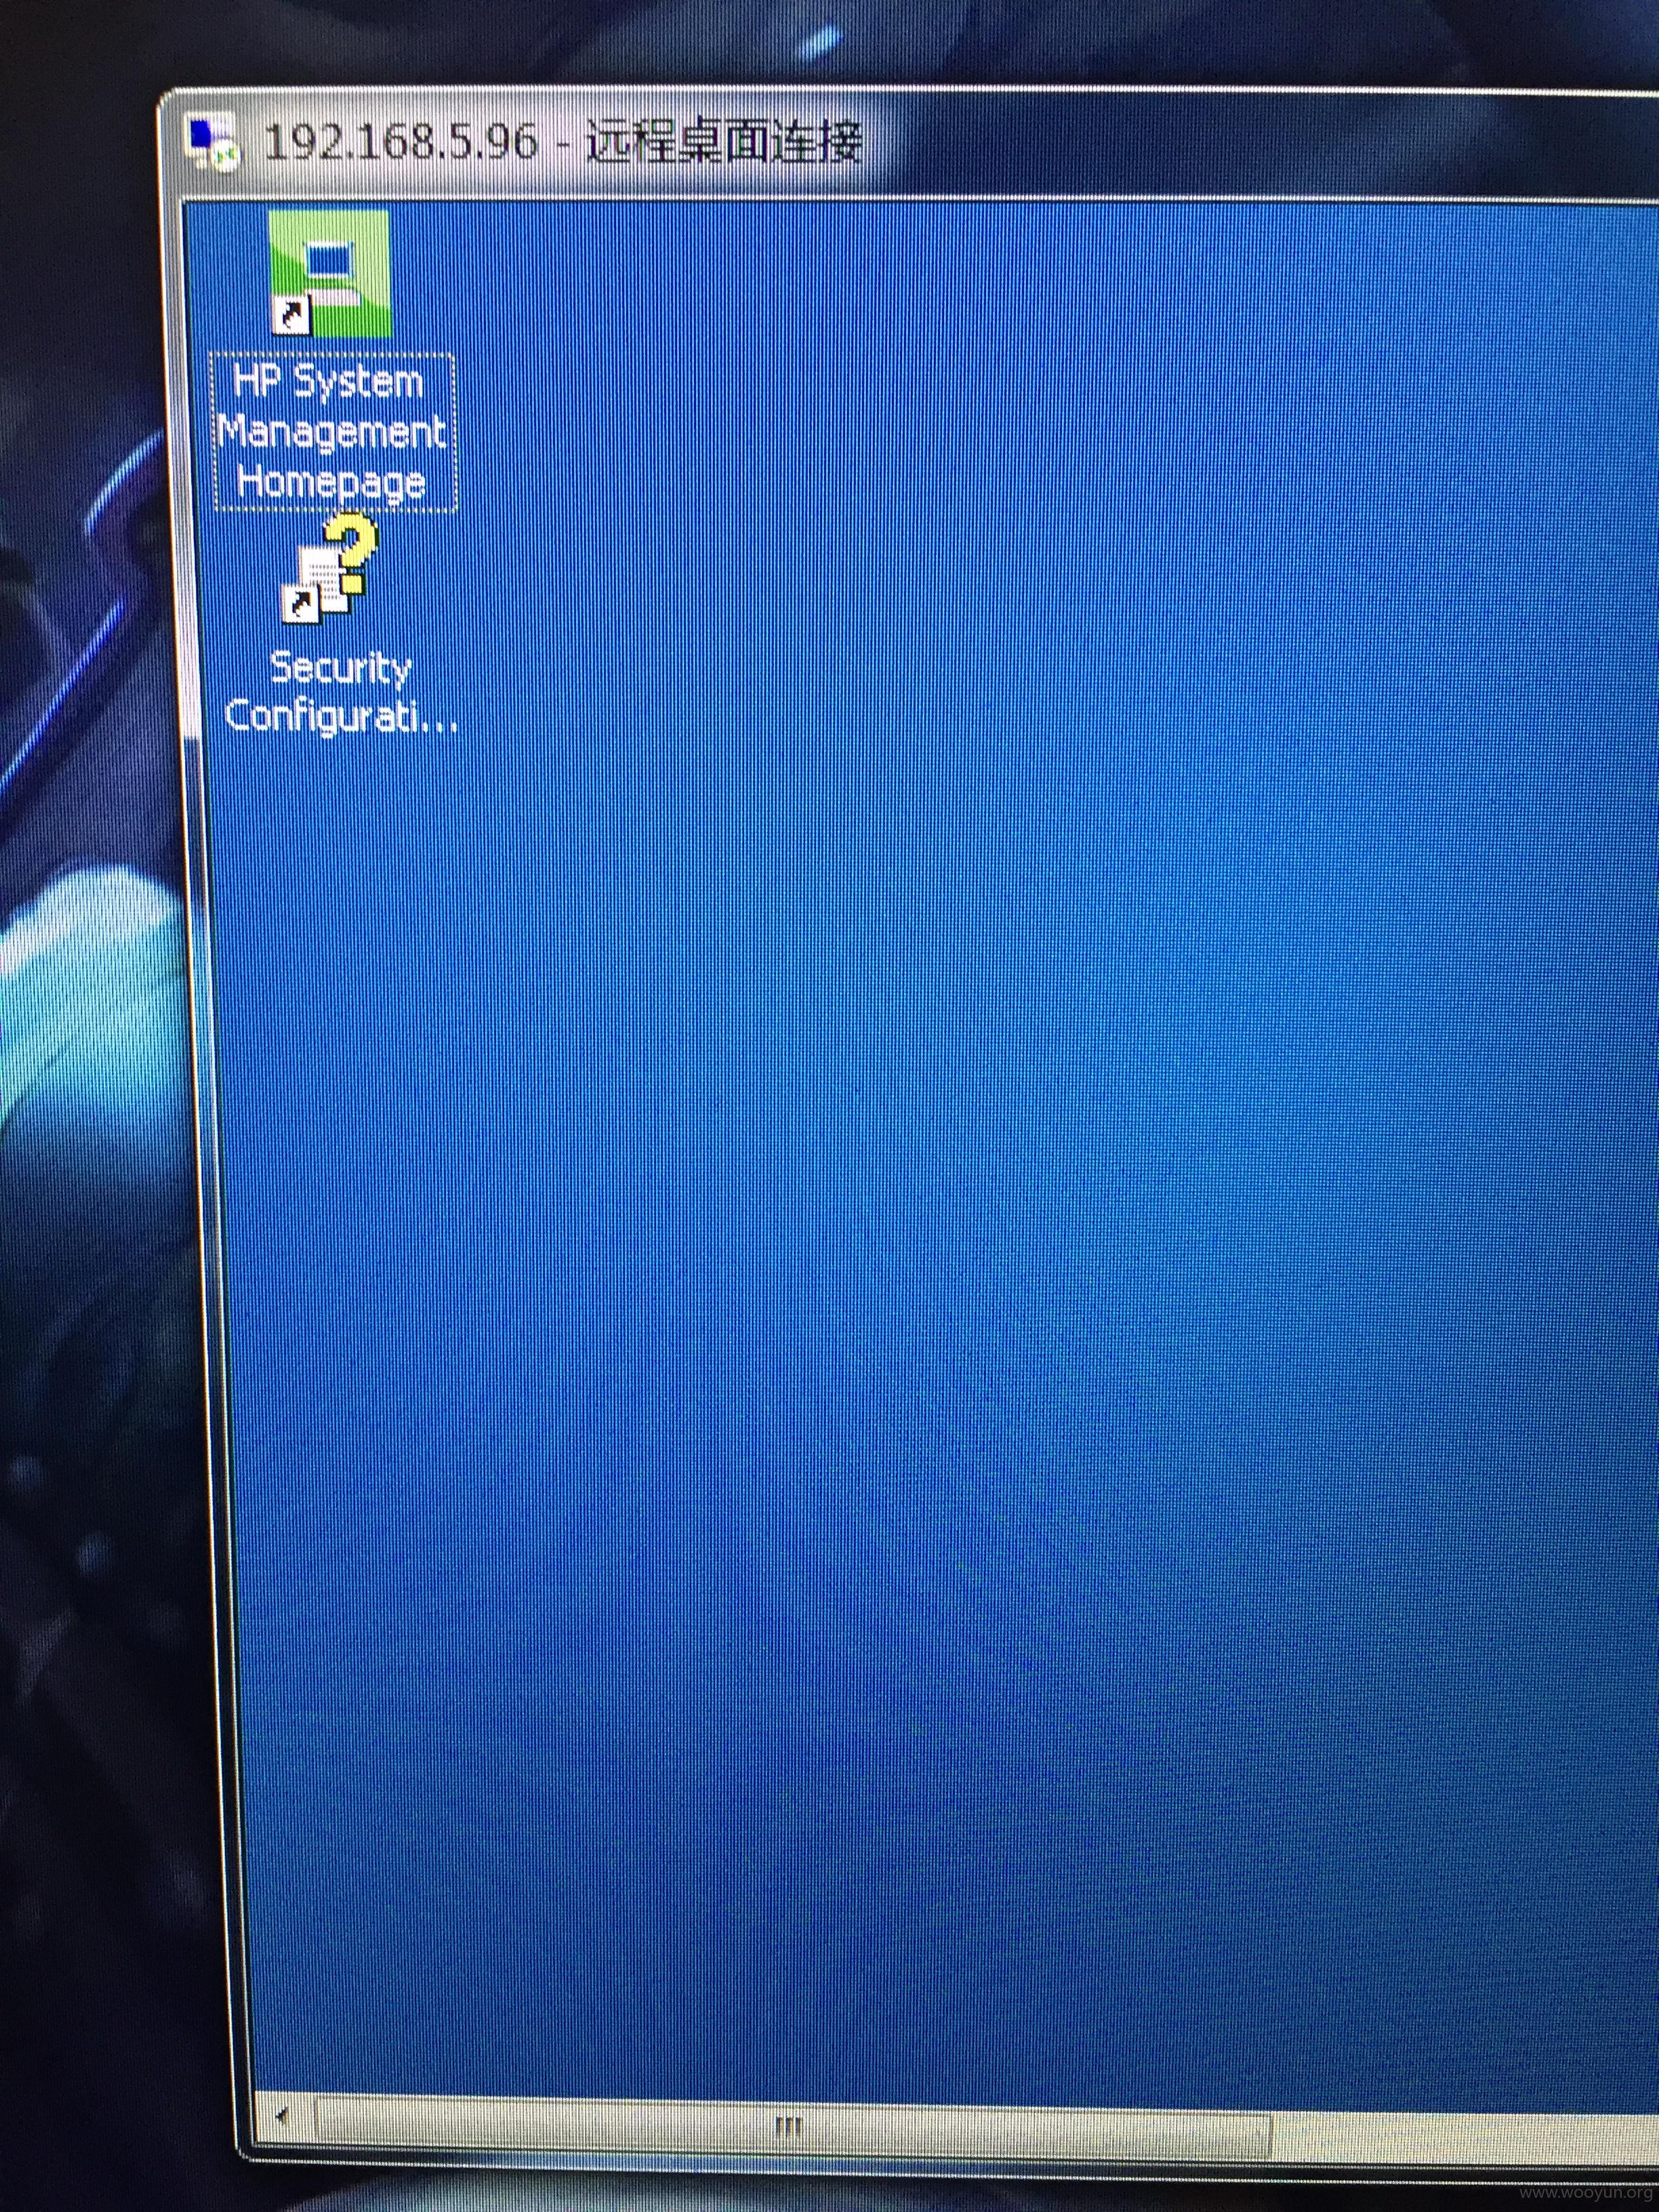 192.168.5.96 - 远程桌面连接
HP System
Management
Homepage
Security
Configurati...
www.wooyun.org